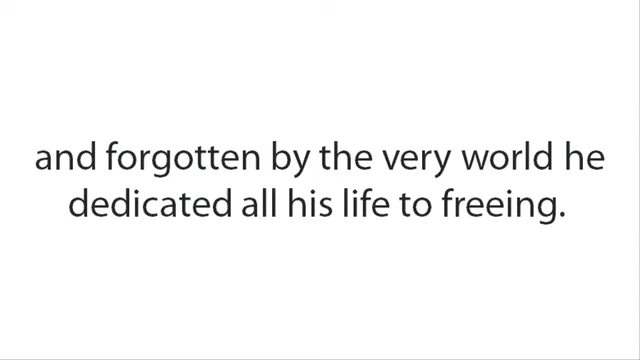 and forgotten by the very world he
dedicated all his life to freeing.